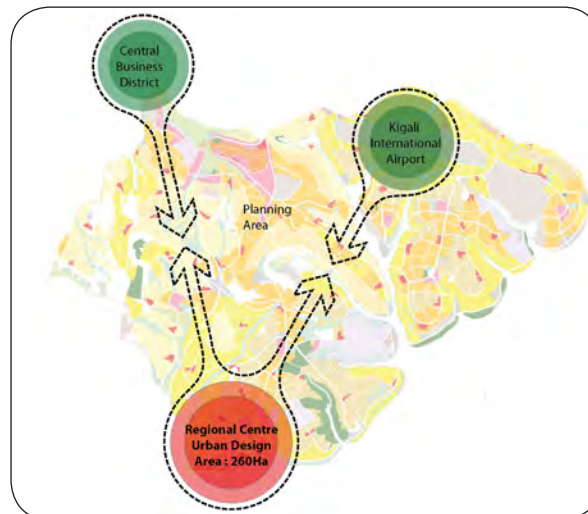 Central
Business
District
Kigali
International
Airport
Planning
Area
Regional Centre
Urban Design
Area : 260Ha